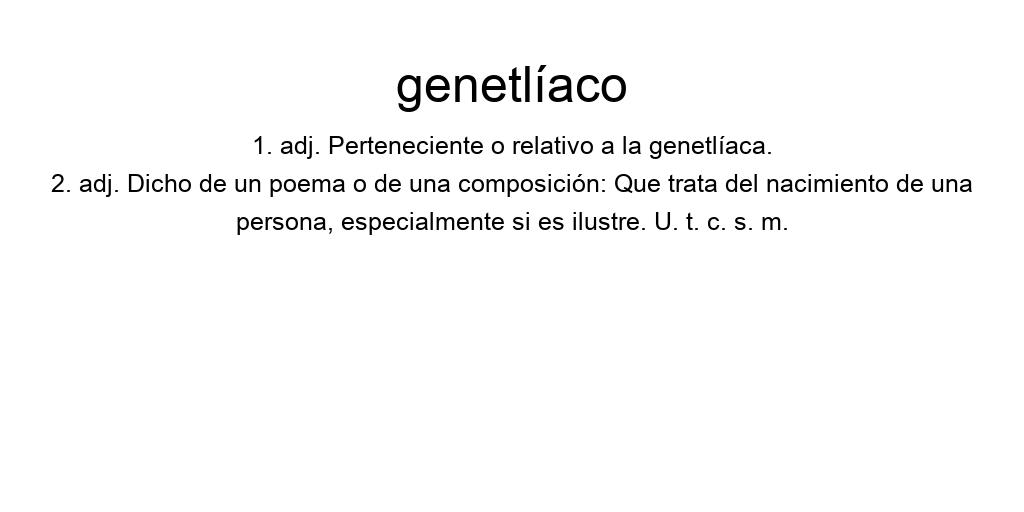 genetlíaco
1. adj. Perteneciente o relativo a la genetlíaca.
2. adj. Dicho de un poema o de una composición: Que trata del nacimiento de una
persona, especialmente si es ilustre. U. t. c. s. m.